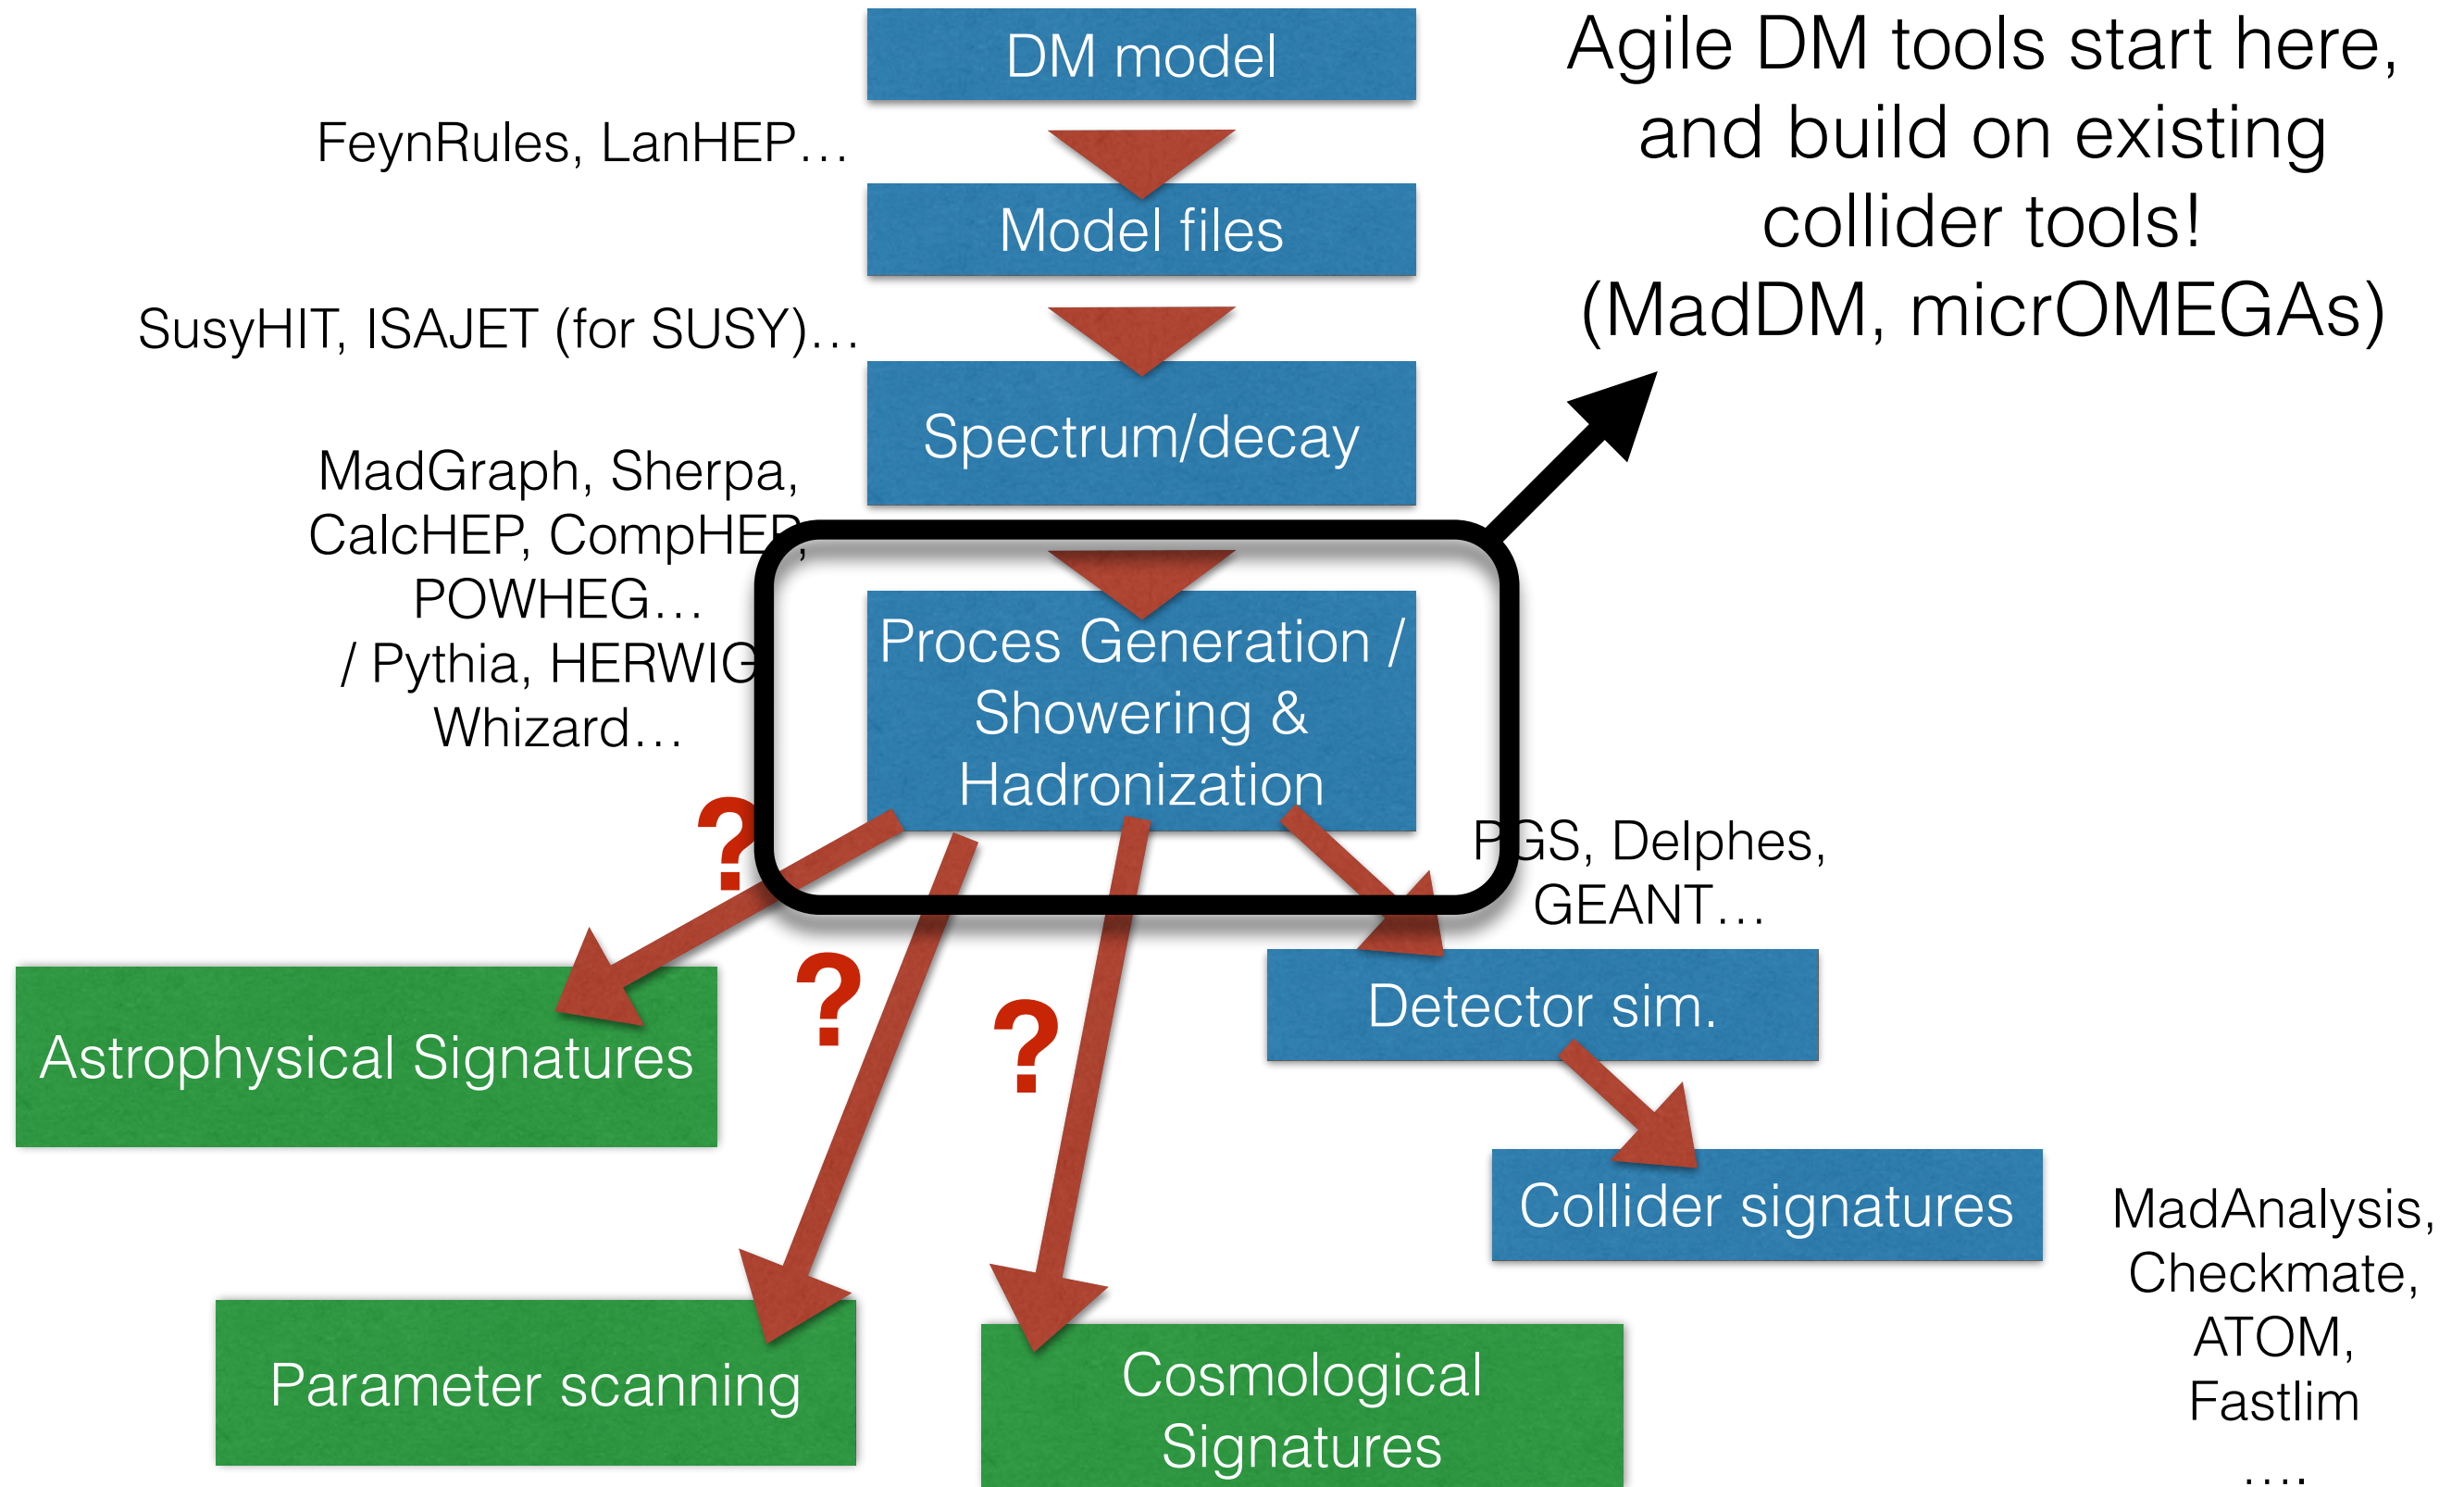 DM model
Agile DM tools start here,
and build on existing
collider tools!
(MadDM, micrOMEGAs)
FeynRules, LanHEP…
Model files
SusyHIT, ISAJET (for SUSY)…
Spectrum/decay
MadGraph, Sherpa,
CalcHEP, CompHEP,
POWHEG…
/ Pythia, HERWIG
Whizard…
Proces Generation /
Showering &
Hadronization
?
?
?
PGS, Delphes,
GEANT…
Detector sim.
Astrophysical Signatures
Collider signatures
MadAnalysis,
Checkmate,
ATOM,
Fastlim
….
Parameter scanning
Cosmological
Signatures